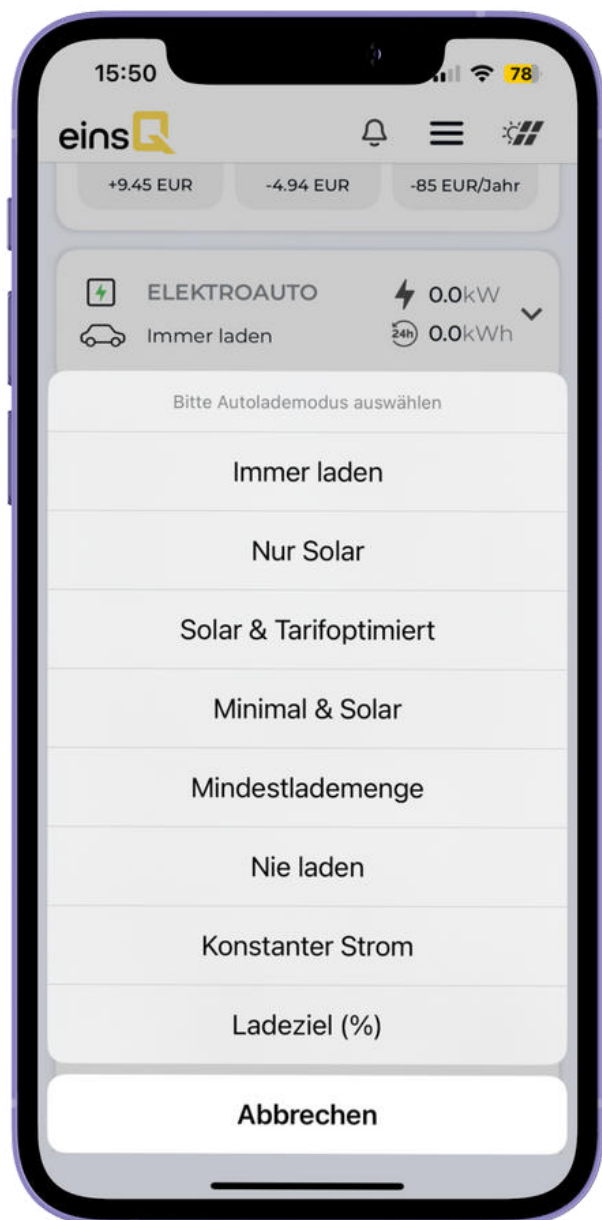 15:50
78
einsQ
+9.45 EUR
-4.94 EUR
-85 EUR/Jahr
ELEKTROAUTO
0.0kW
Immer laden
24h
0.0kWh
Bitte Autolademodus auswählen
Immer laden
Nur Solar
Solar & Tarifoptimiert
Minimal & Solar
Mindestlademenge
Nie laden
Konstanter Strom
Ladeziel (%)
Abbrechen